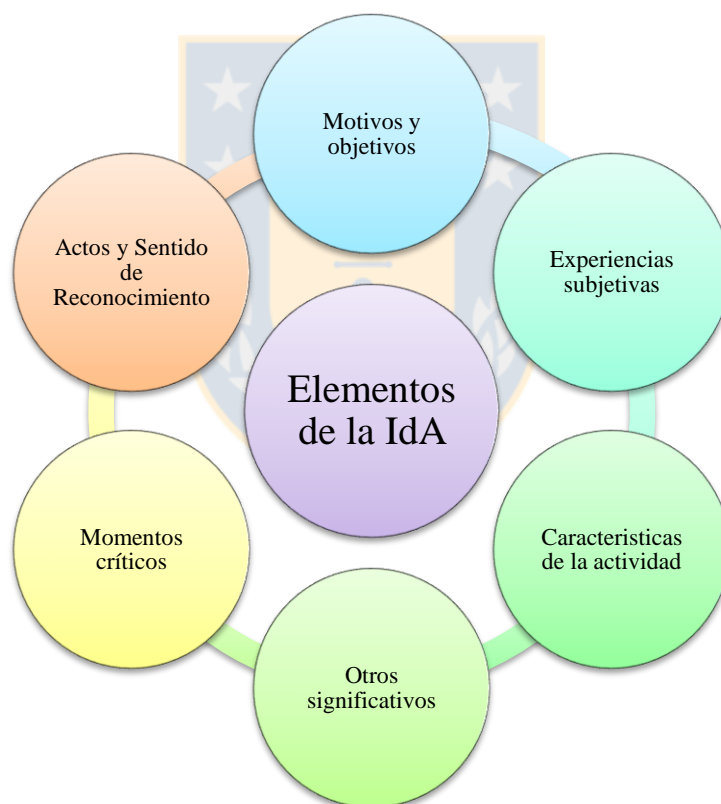 Motivos y
objetivos
Experiencias
subjetivas
Caracteristicas
de la actividad
Otros
significativos
Momentos
críticos
Actos y Sentido
de
Reconocimiento
Elementos
de la IdA